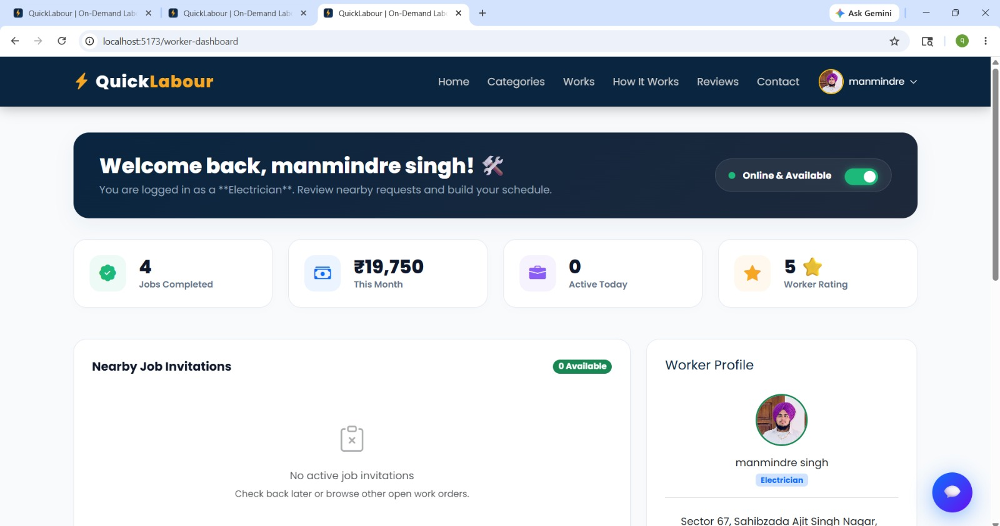 QuickLabour | On-Demand Lab
QuickLabour | On-Demand Lab
QuickLabour | On-Demand Lab
Ask Gemini
localhost:5173/worker-dashboard
q
QuickLabour
Home
Categories
Works
How It Works
Reviews
Contact
manmindre
Welcome back, manmindre singh! 🛠️
You are logged in as a **Electrician**. Review nearby requests and build your schedule.
Online & Available
4
Jobs Completed
₹19,750
This Month
0
Active Today
5 ⭐
Worker Rating
Nearby Job Invitations
0 Available
No active job invitations
Check back later or browse other open work orders.
Worker Profile
manmindre singh
Electrician
Sector 67, Sahibzada Ajit Singh Nagar,